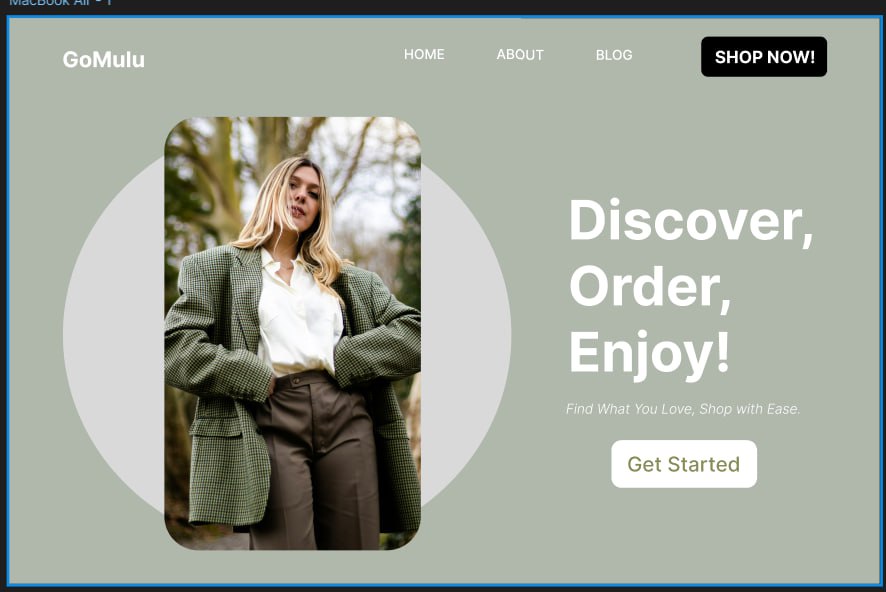 MacBook Air - 1
GoMulu
HOME
ABOUT
BLOG
SHOP NOW!
Discover,
Order,
Enjoy!
Find What You Love, Shop with Ease.
Get Started